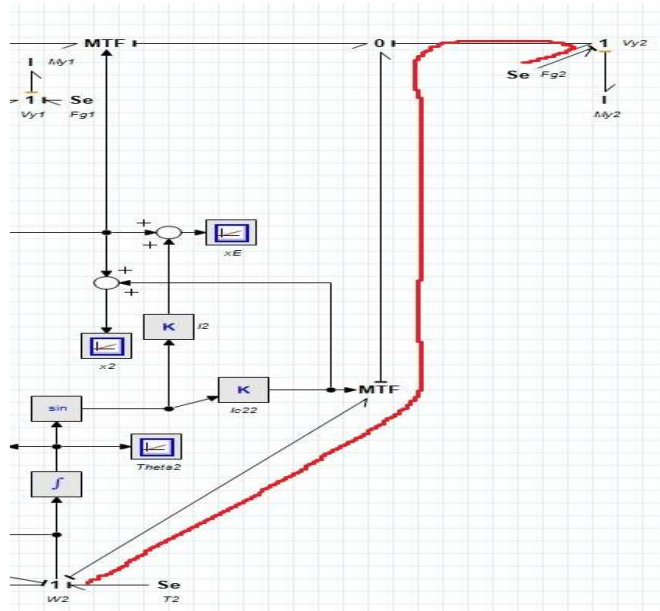 MTF 0 1 Vy2
My1
Se Fg2
1 Se
Vy1 Fg1 My2
+ +
xE
+
+
K l2
x2
K MTF
sin lc22
Theta2
∫
1 Se
W2 T2